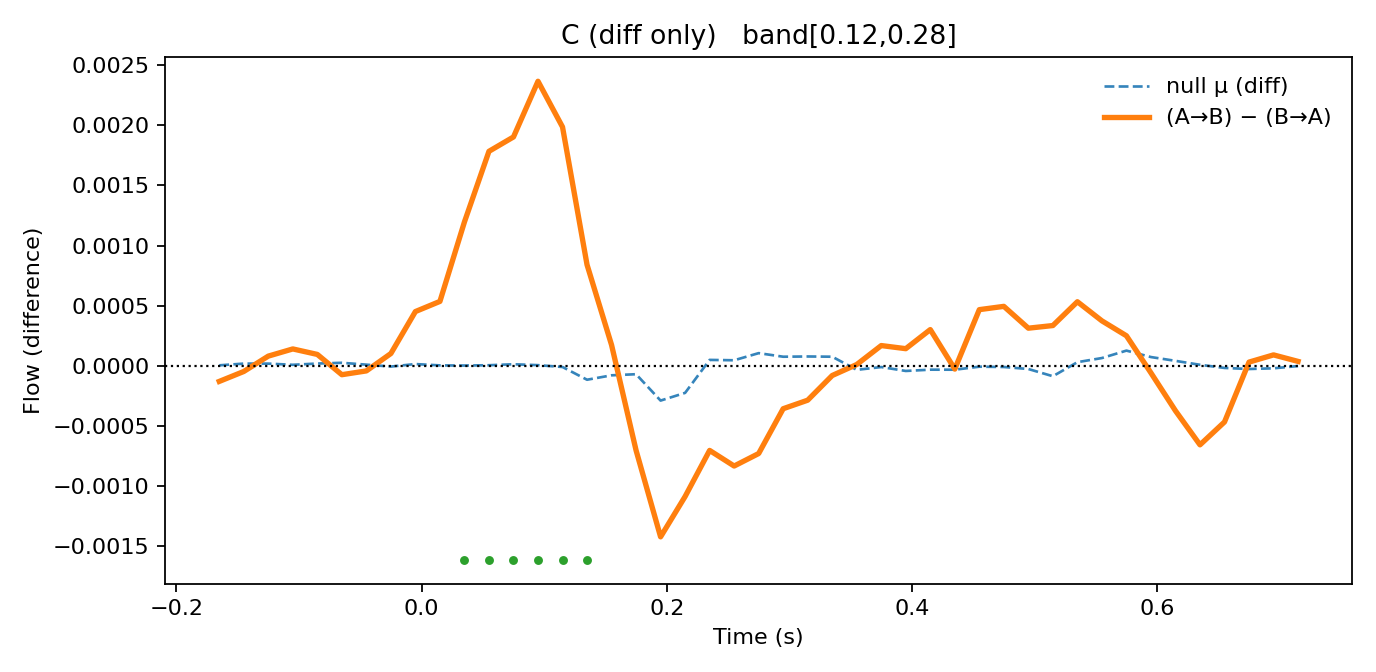 C (diff only)   band[0.12,0.28]
0.0025
0.0020
0.0015
0.0010
0.0005
0.0000
−0.0005
−0.0010
−0.0015
Flow (difference)
null μ (diff)
(A→B) − (B→A)
−0.2
0.0
0.2
0.4
0.6
Time (s)